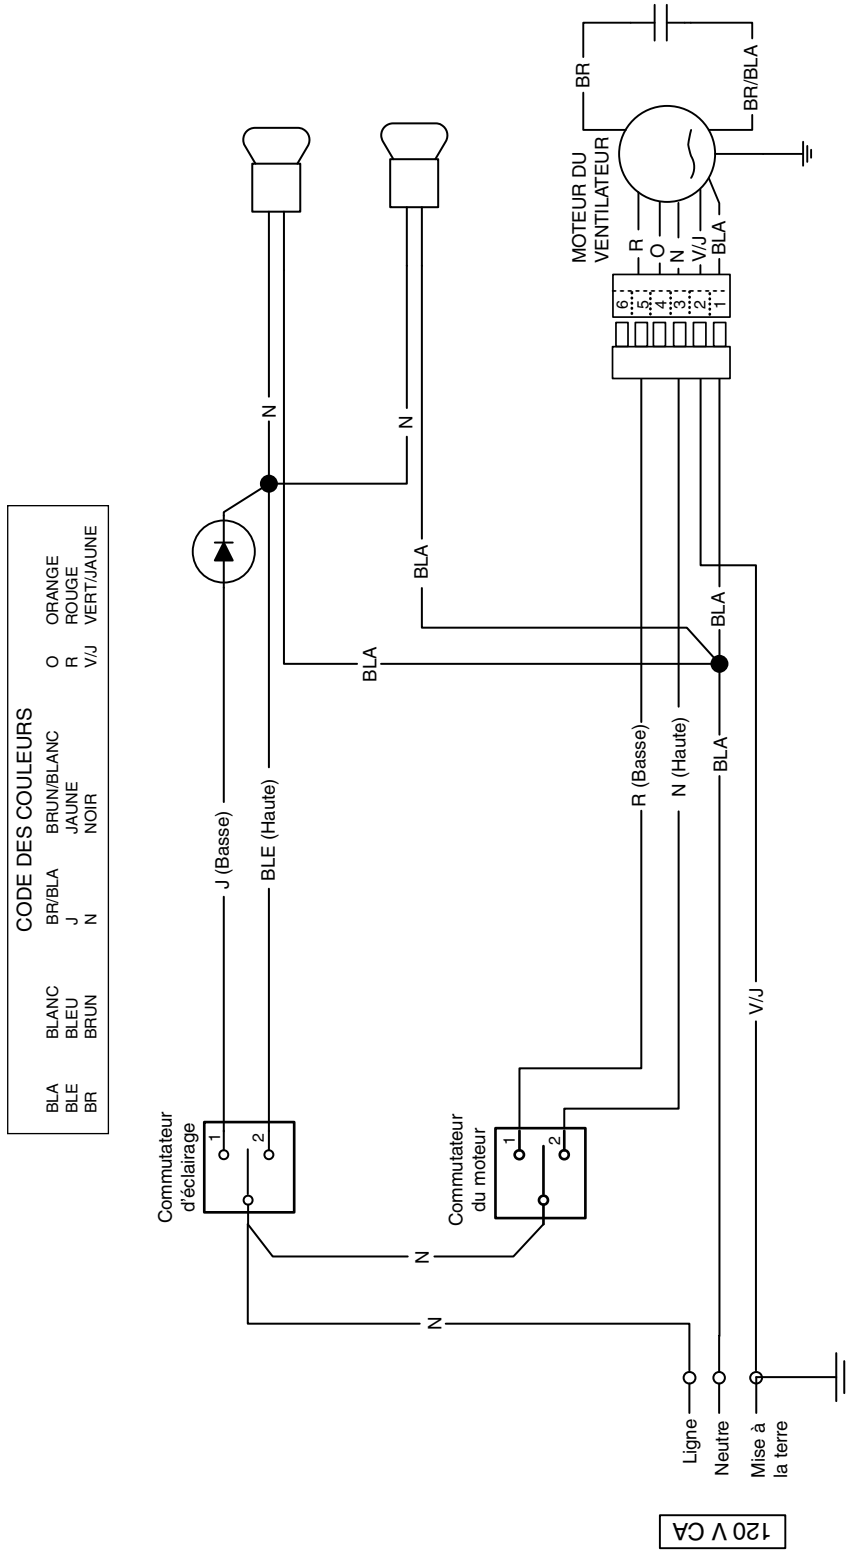 CODE DES COULEURS
BLA BLANC BR/BLA BRUN/BLANC O ORANGE
BLE BLEU J JAUNE R ROUGE
BR BRUN N NOIR V/J VERT/JAUNE
Commutateur
d'éclairage
1
2
J (Basse)
BLE (Haute)
N
N
BLA
BLA
Commutateur
du moteur
1
2
N
N
R (Basse)
N (Haute)
BLA
BLA
V/J
6
5
4
3
2
1
R
O
N
V/J
BLA
MOTEUR DU
VENTILATEUR
BR
BR/BLA
Ligne
Neutre
Mise à
la terre
120 V CA